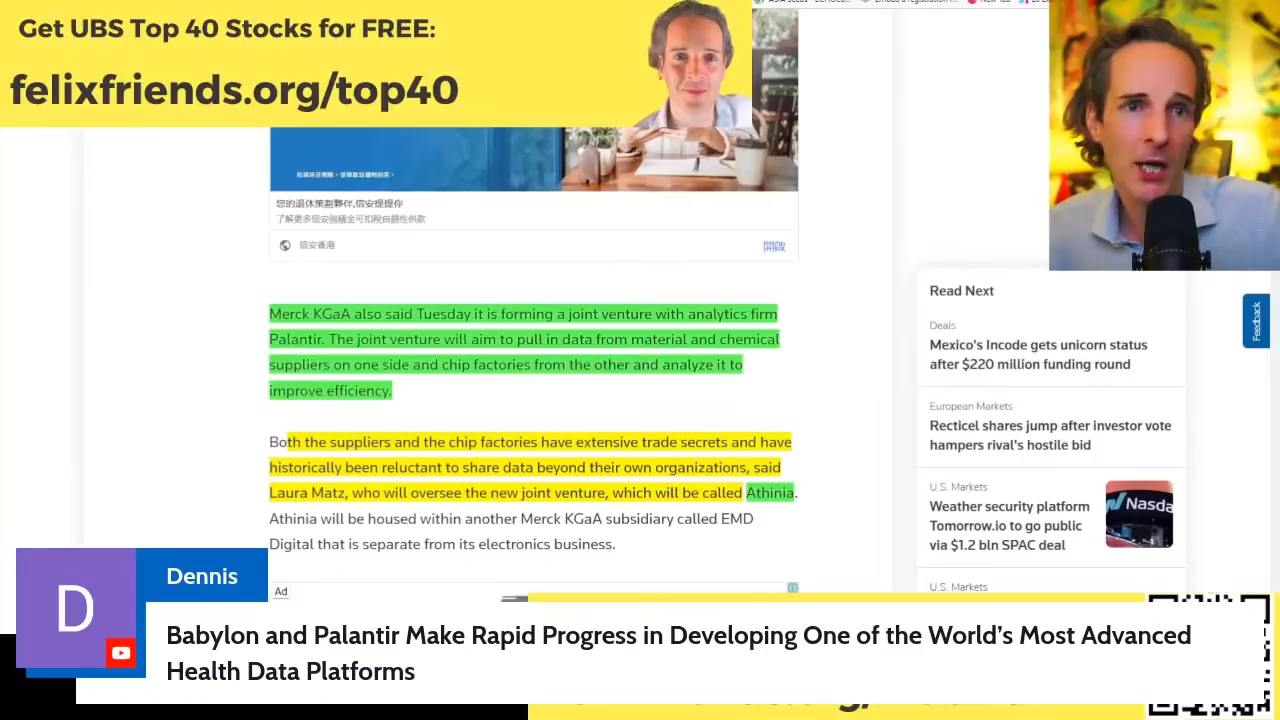 Get UBS Top 40 Stocks for FREE:
felixfriends.org/top40
您的退休策劃夥伴,信安提提你
了解更多信安強積金可扣稅自願性供款
信安香港
開啟
Merck KGaA also said Tuesday it is forming a joint venture with analytics firm
Palantir. The joint venture will aim to pull in data from material and chemical
suppliers on one side and chip factories from the other and analyze it to
improve efficiency.
Both the suppliers and the chip factories have extensive trade secrets and have
historically been reluctant to share data beyond their own organizations, said
Laura Matz, who will oversee the new joint venture, which will be called Athinia.
Athinia will be housed within another Merck KGaA subsidiary called EMD
Digital that is separate from its electronics business.
Ad
Read Next
Deals
Mexico's Incode gets unicorn status
after $220 million funding round
European Markets
Recticel shares jump after investor vote
hampers rival's hostile bid
U.S. Markets
Weather security platform
Tomorrow.io to go public
via $1.2 bln SPAC deal
Nasda
U.S. Markets
Feedback
D
Dennis
Babylon and Palantir Make Rapid Progress in Developing One of the World’s Most Advanced
Health Data Platforms